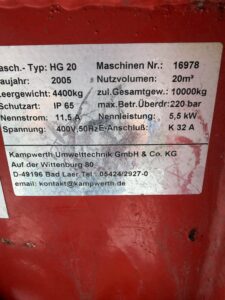 asch.- Typ: HG 20 Maschinen Nr.: 16978
aujahr: 2005 Nutzvolumen: 20m³
eergewicht: 4400kg zul.Gesamtgew.: 10000kg
chutzart: IP 65 max.Betr.Überdr: 220 bar
Nennstrom: 11,5 A Nennleistung: 5,5 kW
Spannung: 400V,50Hz E-Anschluß: K 32 A
Kampwerth Umwelttechnik GmbH & Co. KG
Auf der Wittenburg 80
D-49196 Bad Laer Tel.: 05424/2927-0
email: kontakt@kampwerth.de